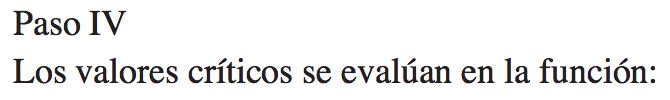 Paso IV
Los valores críticos se evalúan en la función: